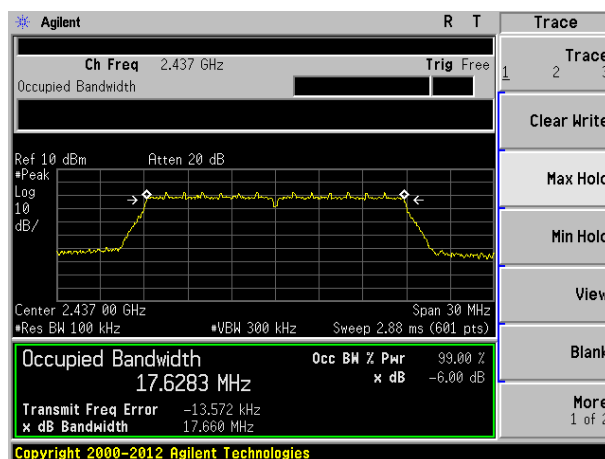 Agilent R T Trace
Ch Freq 2.437 GHz Trig Free
Occupied Bandwidth
Trace
1 2 3
Clear Write
Max Hold
Min Hold
View
Blank
More
1 of 2
Ref 10 dBm Atten 20 dB
#Peak
Log
10
dB/
Center 2.437 00 GHz Span 30 MHz
#Res BW 100 kHz #VBW 300 kHz Sweep 2.88 ms (601 pts)
Occupied Bandwidth Occ BW % Pwr 99.00 %
17.6283 MHz x dB -6.00 dB
Transmit Freq Error -13.572 kHz
x dB Bandwidth 17.660 MHz
Copyright 2000-2012 Agilent Technologies